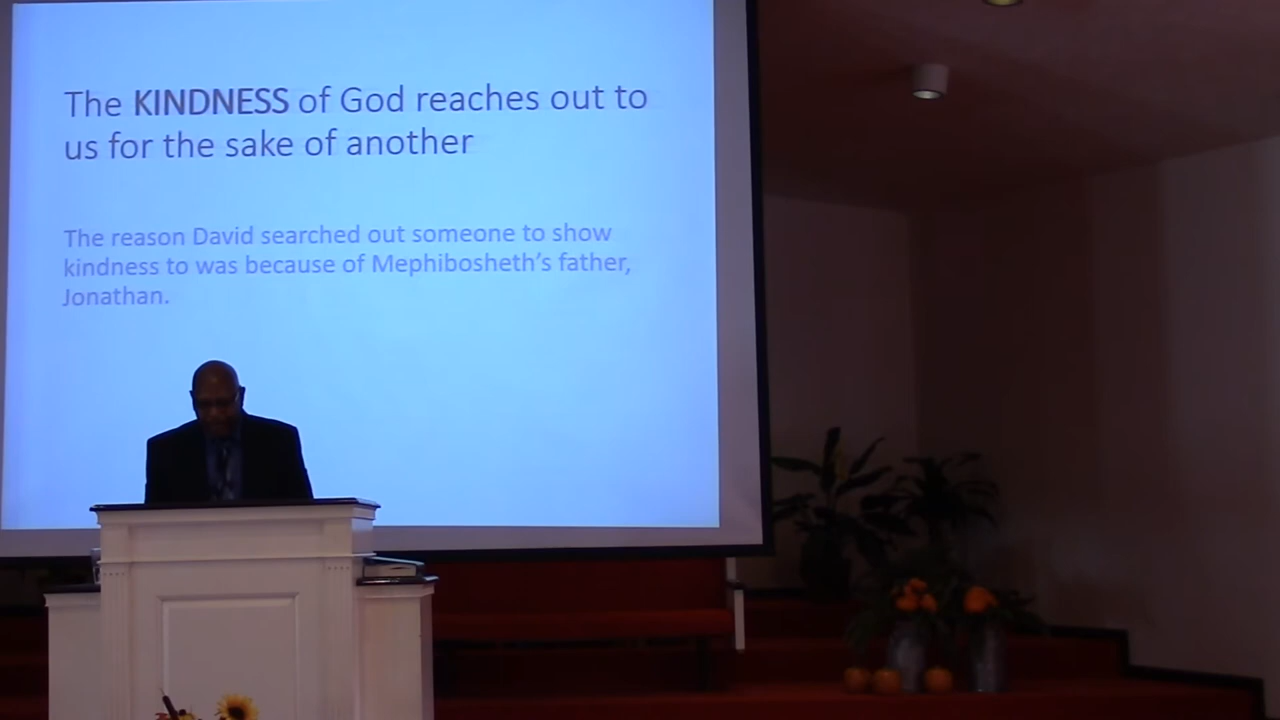 The KINDNESS of God reaches out to
us for the sake of another
The reason David searched out someone to show
kindness to was because of Mephibosheth’s father,
Jonathan.